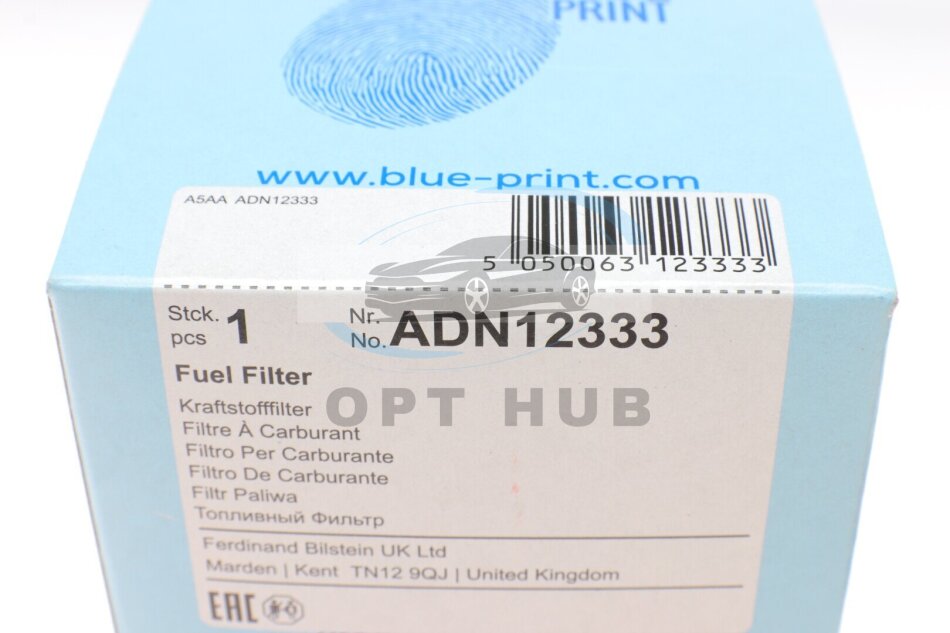 PRINT
www.blue-print.com
A5AA ADN12333
5 050063 123333
Stck. pcs 1 Nr. No. ADN12333
Fuel Filter
OPT HUB
Kraftstofffilter
Filtre À Carburant
Filtro Per Carburante
Filtro De Carburante
Filtr Paliwa
Топливный Фильтр
Ferdinand Bilstein UK Ltd
Marden | Kent TN12 9QJ | United Kingdom
EAC